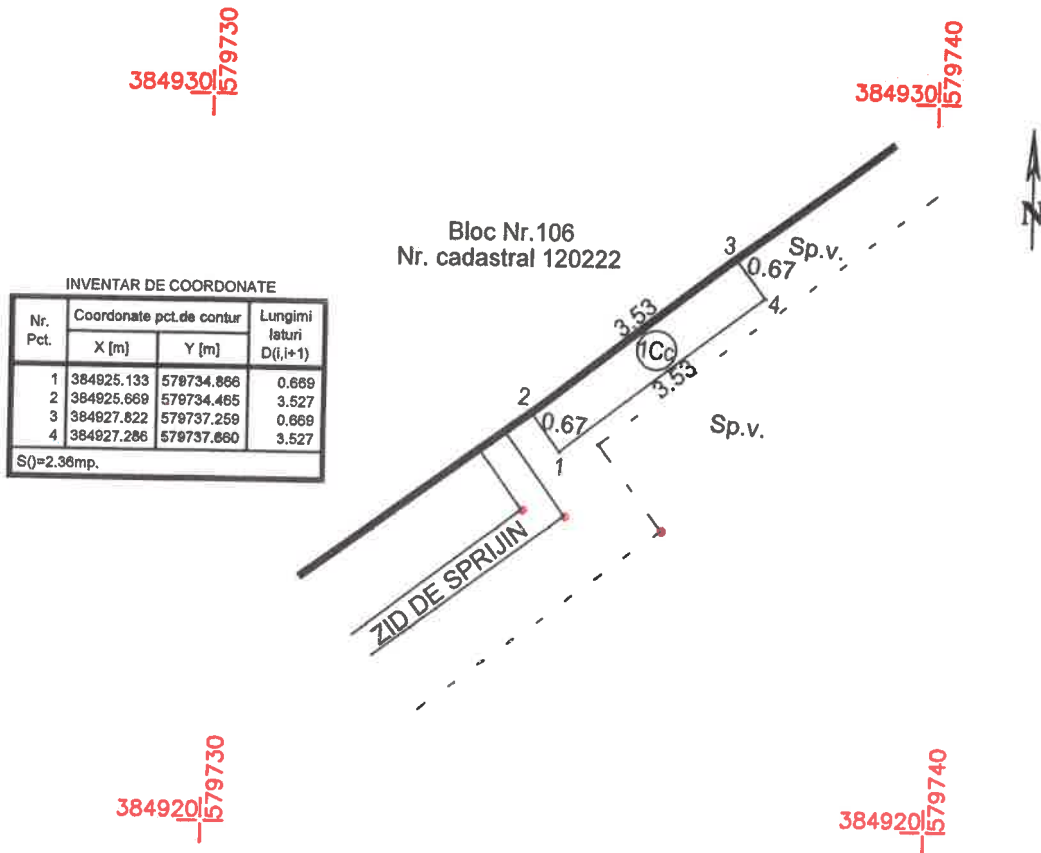 384930
579730
384930
579740
N
Bloc Nr.106
Nr. cadastral 120222
Sp.v.
3
0.67
4
3.53
1Cc
3.53
2
0.67
1
Sp.v.
INVENTAR DE COORDONATE
Nr. Pct. Coordonate pct.de contur Lungimi laturi D(i,i+1)
X [m] Y [m]
1 384925.133 579734.866 0.669
2 384925.669 579734.465 3.527
3 384927.822 579737.259 0.669
4 384927.286 579737.660 3.527
S()=2.36mp.
ZID DE SPRIJIN
384920
579730
384920
579740